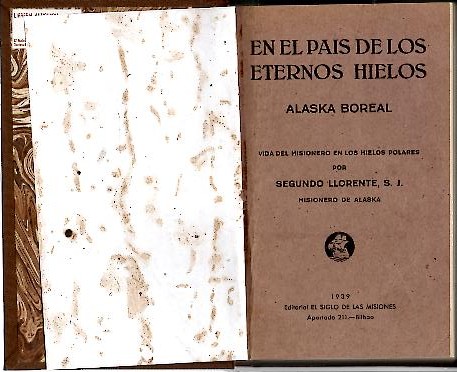 EN EL PAIS DE LOS
ETERNOS HIELOS
ALASKA BOREAL
VIDA DEL MISIONERO EN LOS HIELOS POLARES
POR
SEGUNDO LLORENTE, S. J.
MISIONERO DE ALASKA
1939
Editorial EL SIGLO DE LAS MISIONES
Apartado 211.—Bilbao